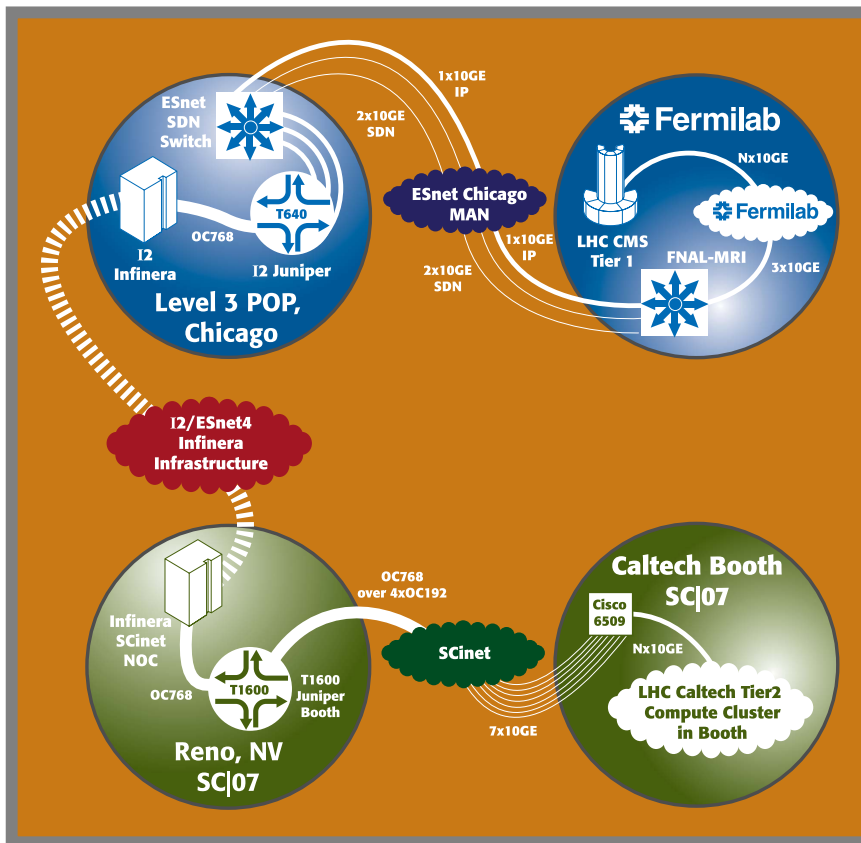 ESnet
SDN
Switch
I2
Infinera
OC768
T640
I2 Juniper
Level 3 POP,
Chicago
1x10GE
IP
2x10GE
SDN
ESnet Chicago
MAN
1x10GE
IP
2x10GE
SDN
Fermilab
LHC CMS
Tier 1
Nx10GE
Fermilab
FNAL-MRI
3x10GE
I2/ESnet4
Infinera
Infrastructure
Infinera
SCinet
NOC
OC768
T1600
T1600
Juniper
Booth
Reno, NV
SC|07
OC768
over 4xOC192
SCinet
7x10GE
Caltech Booth
SC|07
Cisco
6509
Nx10GE
LHC Caltech Tier2
Compute Cluster
in Booth